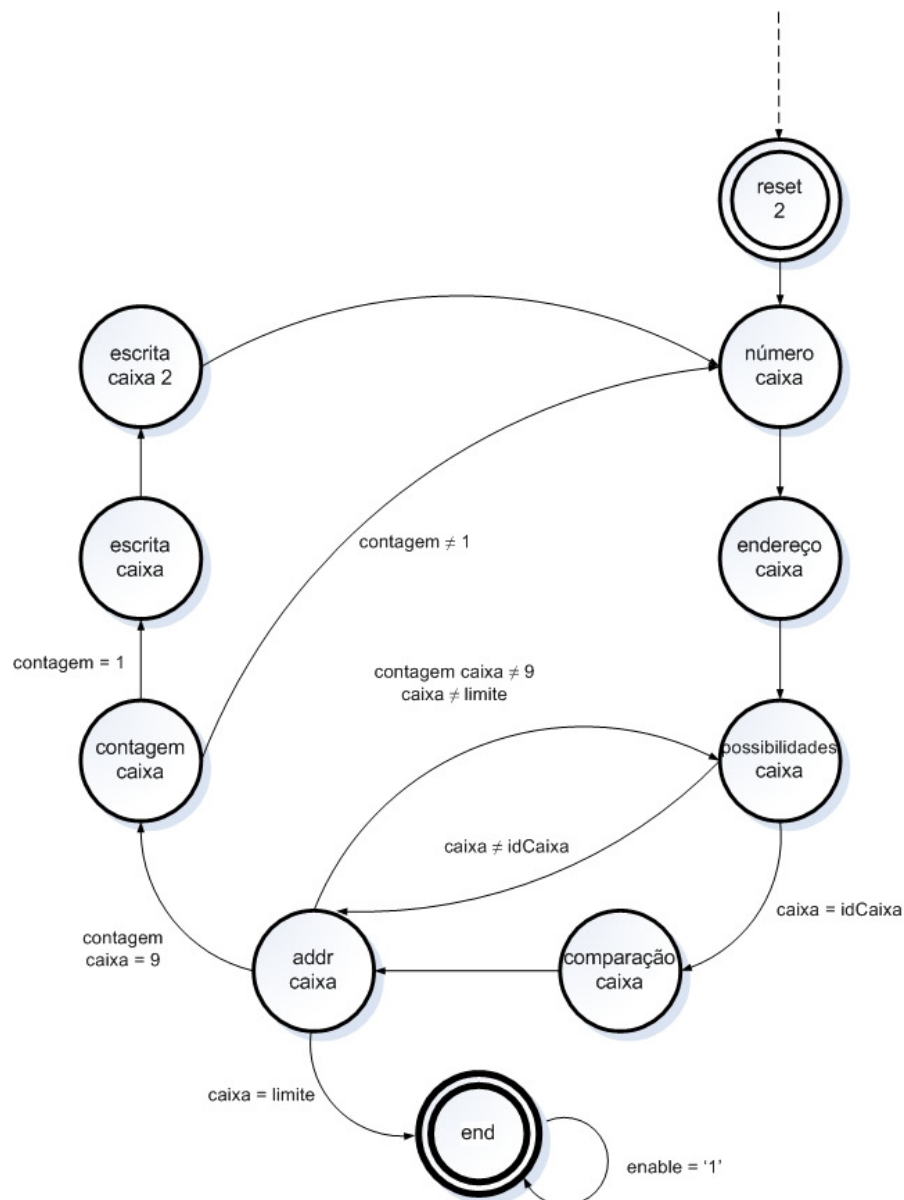 reset
2
escrita
caixa 2
número
caixa
contagem ≠ 1
escrita
caixa
endereço
caixa
contagem = 1
contagem caixa ≠ 9
caixa ≠ limite
contagem
caixa
possibilidades
caixa
caixa ≠ idCaixa
caixa = idCaixa
contagem
caixa = 9
addr
caixa
comparação
caixa
caixa = limite
end
enable = ‘1’